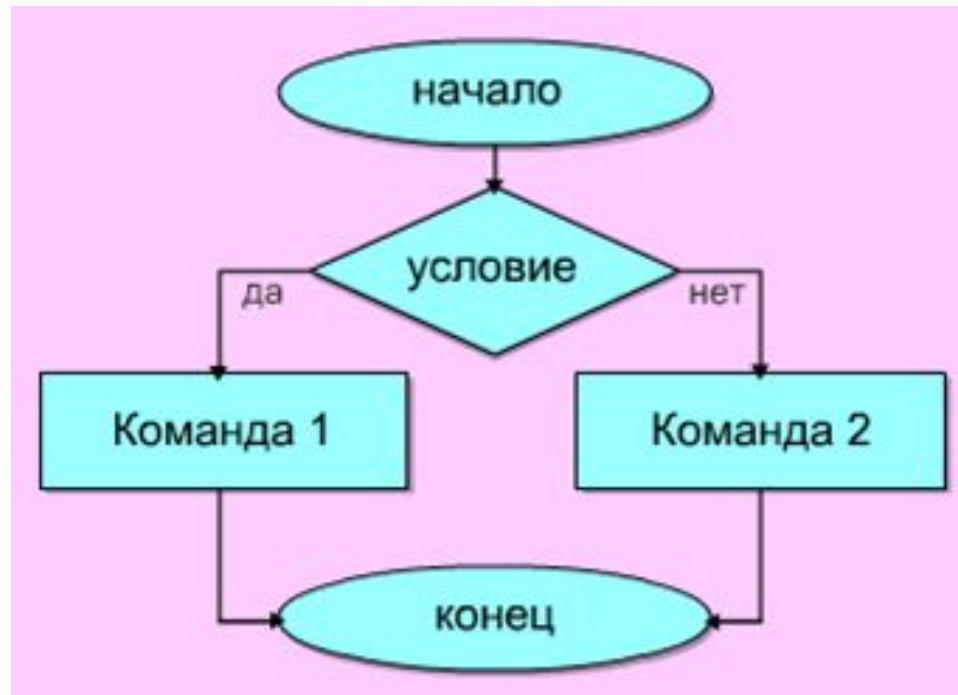 начало
условие
да
нет
Команда 1
Команда 2
конец